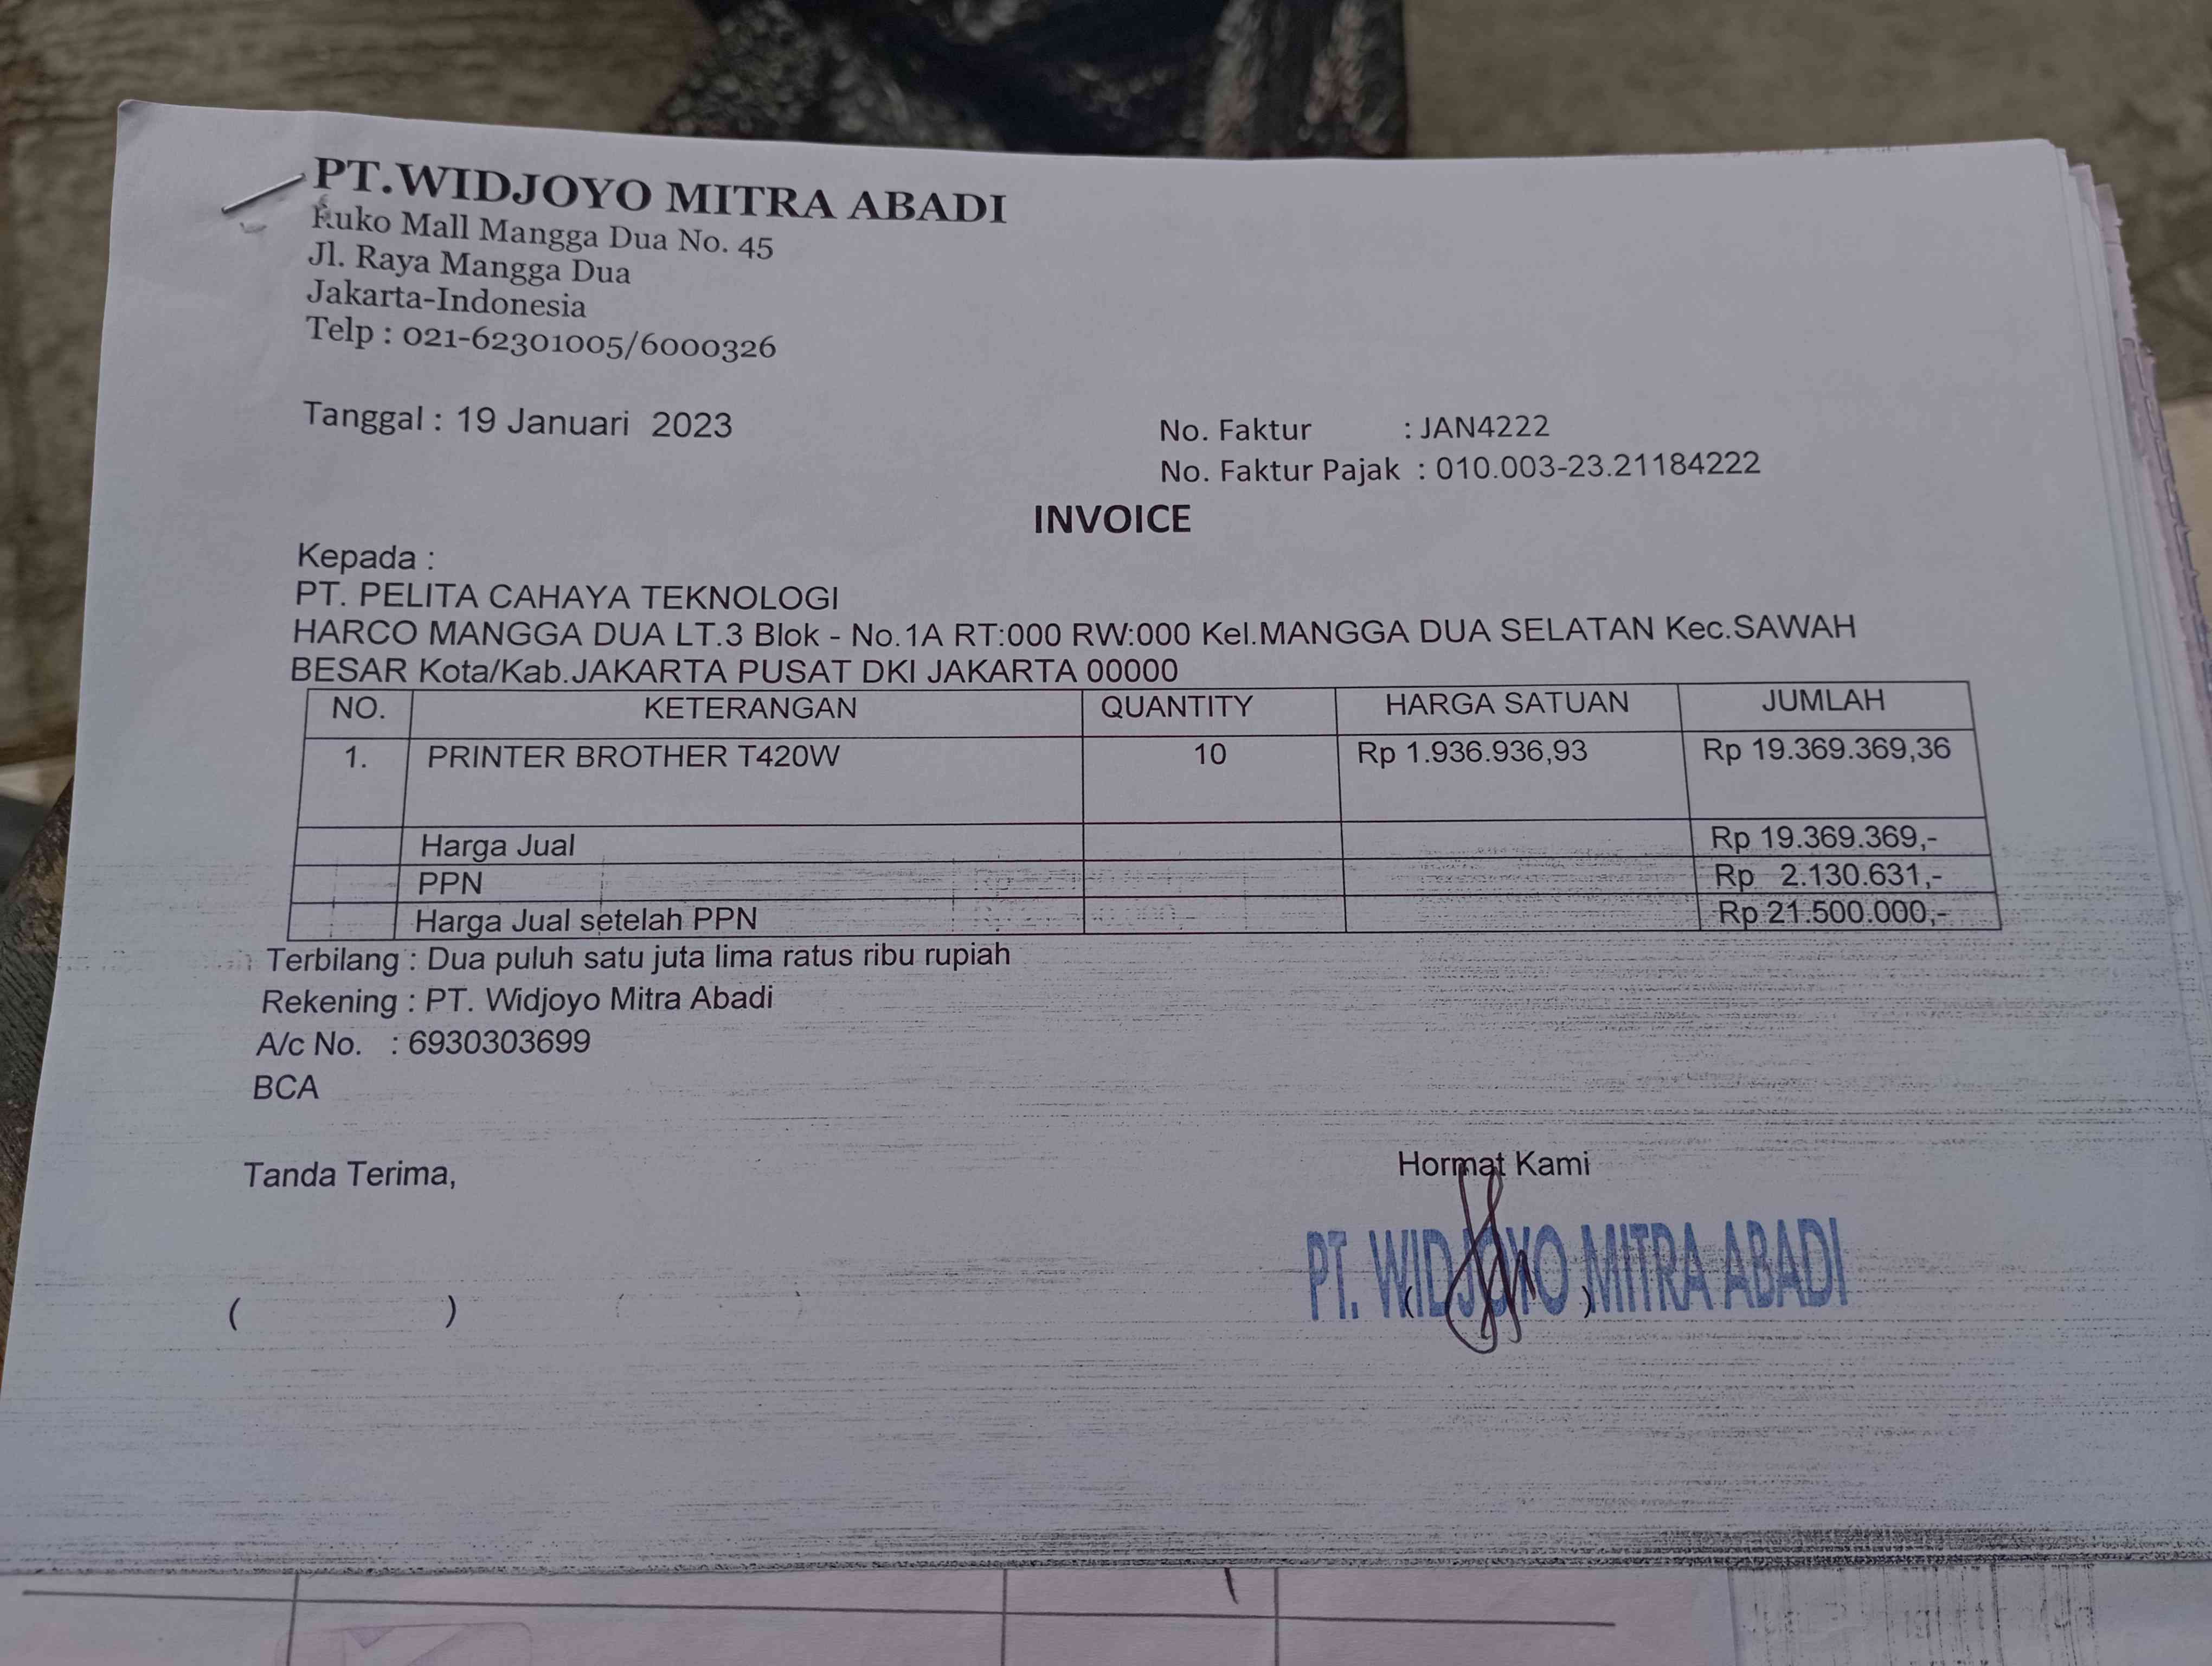 PT.WIDJOYO MITRA ABADI
Ruko Mall Mangga Dua No. 45
Jl. Raya Mangga Dua
Jakarta-Indonesia
Telp : 021-62301005/6000326
Tanggal : 19 Januari 2023
No. Faktur : JAN4222
No. Faktur Pajak : 010.003-23.21184222
INVOICE
Kepada :
PT. PELITA CAHAYA TEKNOLOGI
HARCO MANGGA DUA LT.3 Blok - No.1A RT:000 RW:000 Kel.MANGGA DUA SELATAN Kec.SAWAH
BESAR Kota/Kab.JAKARTA PUSAT DKI JAKARTA 00000
NO. KETERANGAN QUANTITY HARGA SATUAN JUMLAH
1. PRINTER BROTHER T420W 10 Rp 1.936.936,93 Rp 19.369.369,36
Harga Jual Rp 19.369.369,-
PPN Rp 2.130.631,-
Harga Jual setelah PPN Rp 21.500.000,-
Terbilang : Dua puluh satu juta lima ratus ribu rupiah
Rekening : PT. Widjoyo Mitra Abadi
A/c No. : 6930303699
BCA
Tanda Terima,
Hormat Kami
PT. WIDJOYO MITRA ABADI
( )
( )